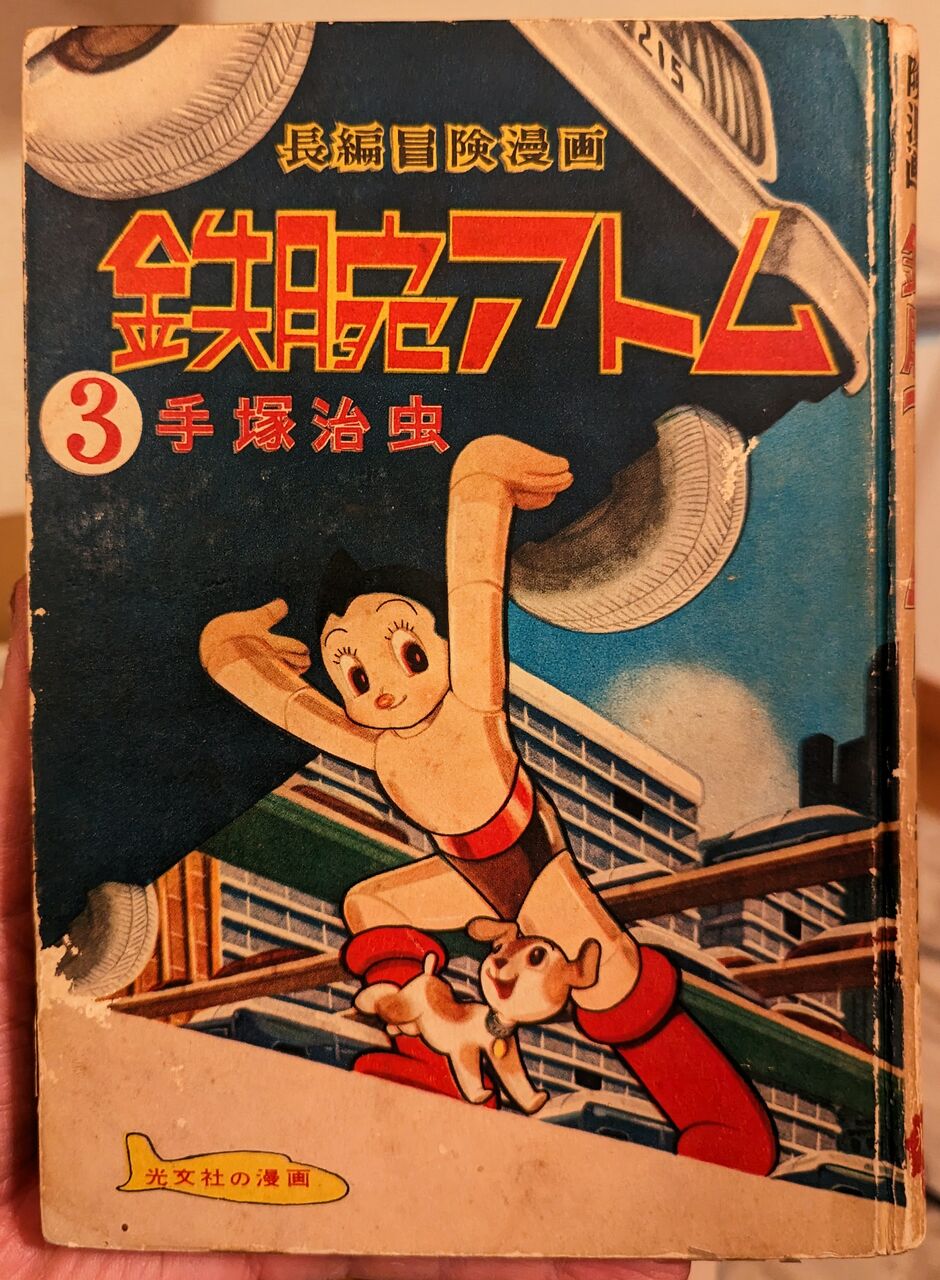 215
長編冒険漫画
鉄腕アトム
3 手塚治虫
光文社の漫画